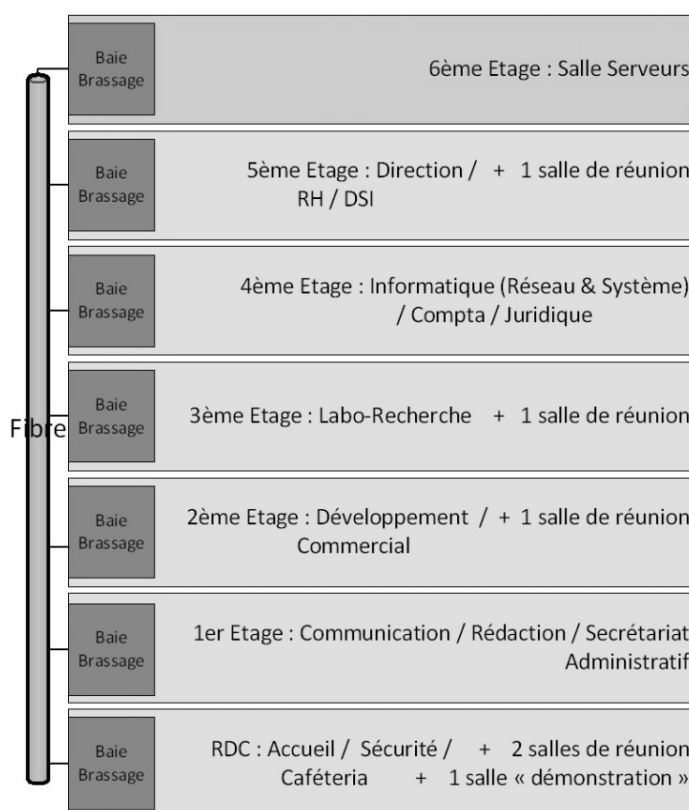 Baie
Brassage
6ème Etage : Salle Serveurs
Baie
Brassage
5ème Etage : Direction / + 1 salle de réunion
RH / DSI
Baie
Brassage
4ème Etage : Informatique (Réseau & Système)
/ Compta / Juridique
Fibre
Baie
Brassage
3ème Etage : Labo-Recherche + 1 salle de réunion
Baie
Brassage
2ème Etage : Développement / + 1 salle de réunion
Commercial
Baie
Brassage
1er Etage : Communication / Rédaction / Secrétariat
Administratif
Baie
Brassage
RDC : Accueil / Sécurité / + 2 salles de réunion
Caféteria + 1 salle « démonstration »